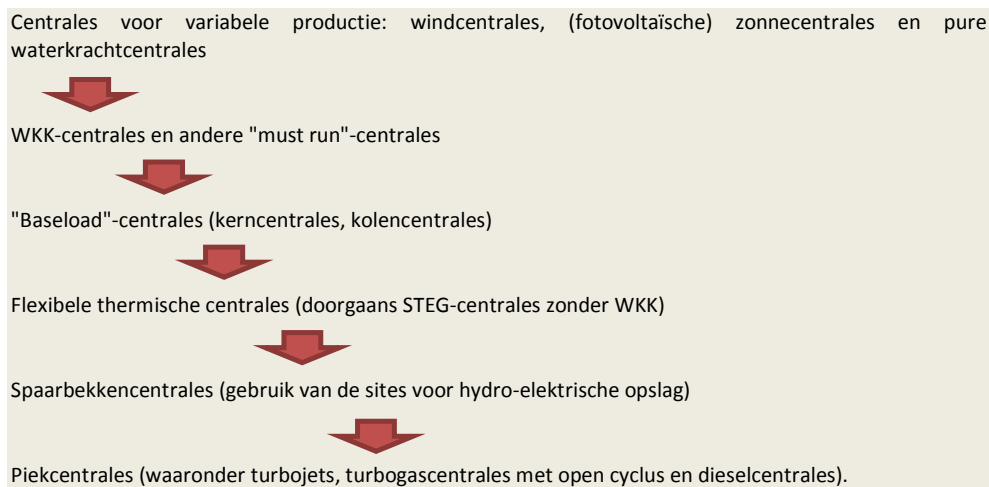 Centrales voor variabele productie: windcentrales, (fotovoltaïsche) zonnecentrales en pure
waterkrachtcentrales
WKK-centrales en andere "must run"-centrales
"Baseload"-centrales (kerncentrales, kolencentrales)
Flexibele thermische centrales (doorgaans STEG-centrales zonder WKK)
Spaarbekkencentrales (gebruik van de sites voor hydro-elektrische opslag)
Piekcentrales (waaronder turbojets, turbogascentrales met open cyclus en dieselcentrales).